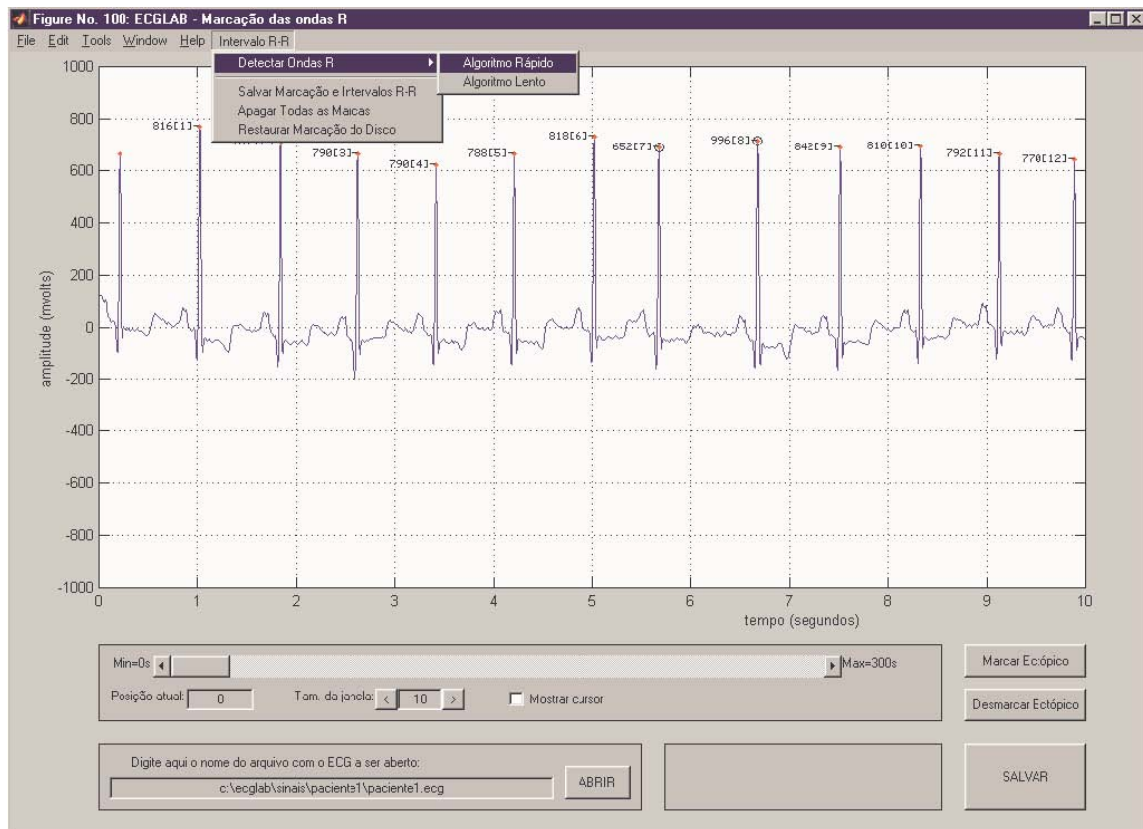 Figure No. 100: ECGLAB - Marcação das ondas R
File Edit Tools Window Help Intervalo R-R
Detectar Ondas R
Algoritmo Rápido
Algoritmo Lento
Salvar Marcação e Intervalos R-R
Apagar Todas as Marcas
Restaurar Marcação do Disco
1000
800
600
400
200
0
-200
-400
-600
-800
-1000
amplitude (mvolts)
816[1]
790[3]
790[4]
788[5]
818[6]
652[7]
996[8]
842[9]
810[10]
792[11]
770[12]
0 1 2 3 4 5 6 7 8 9 10
tempo (segundos)
Min=0s
Max=300s
Posição atual: 0
Tam. da janela: < 10 >
Mostrar cursor
Marcar Ectópico
Desmarcar Ectópico
Digite aqui o nome do arquivo com o ECG a ser aberto:
c:\ecglab\sinais\paciente1\paciente1.ecg
ABRIR
SALVAR